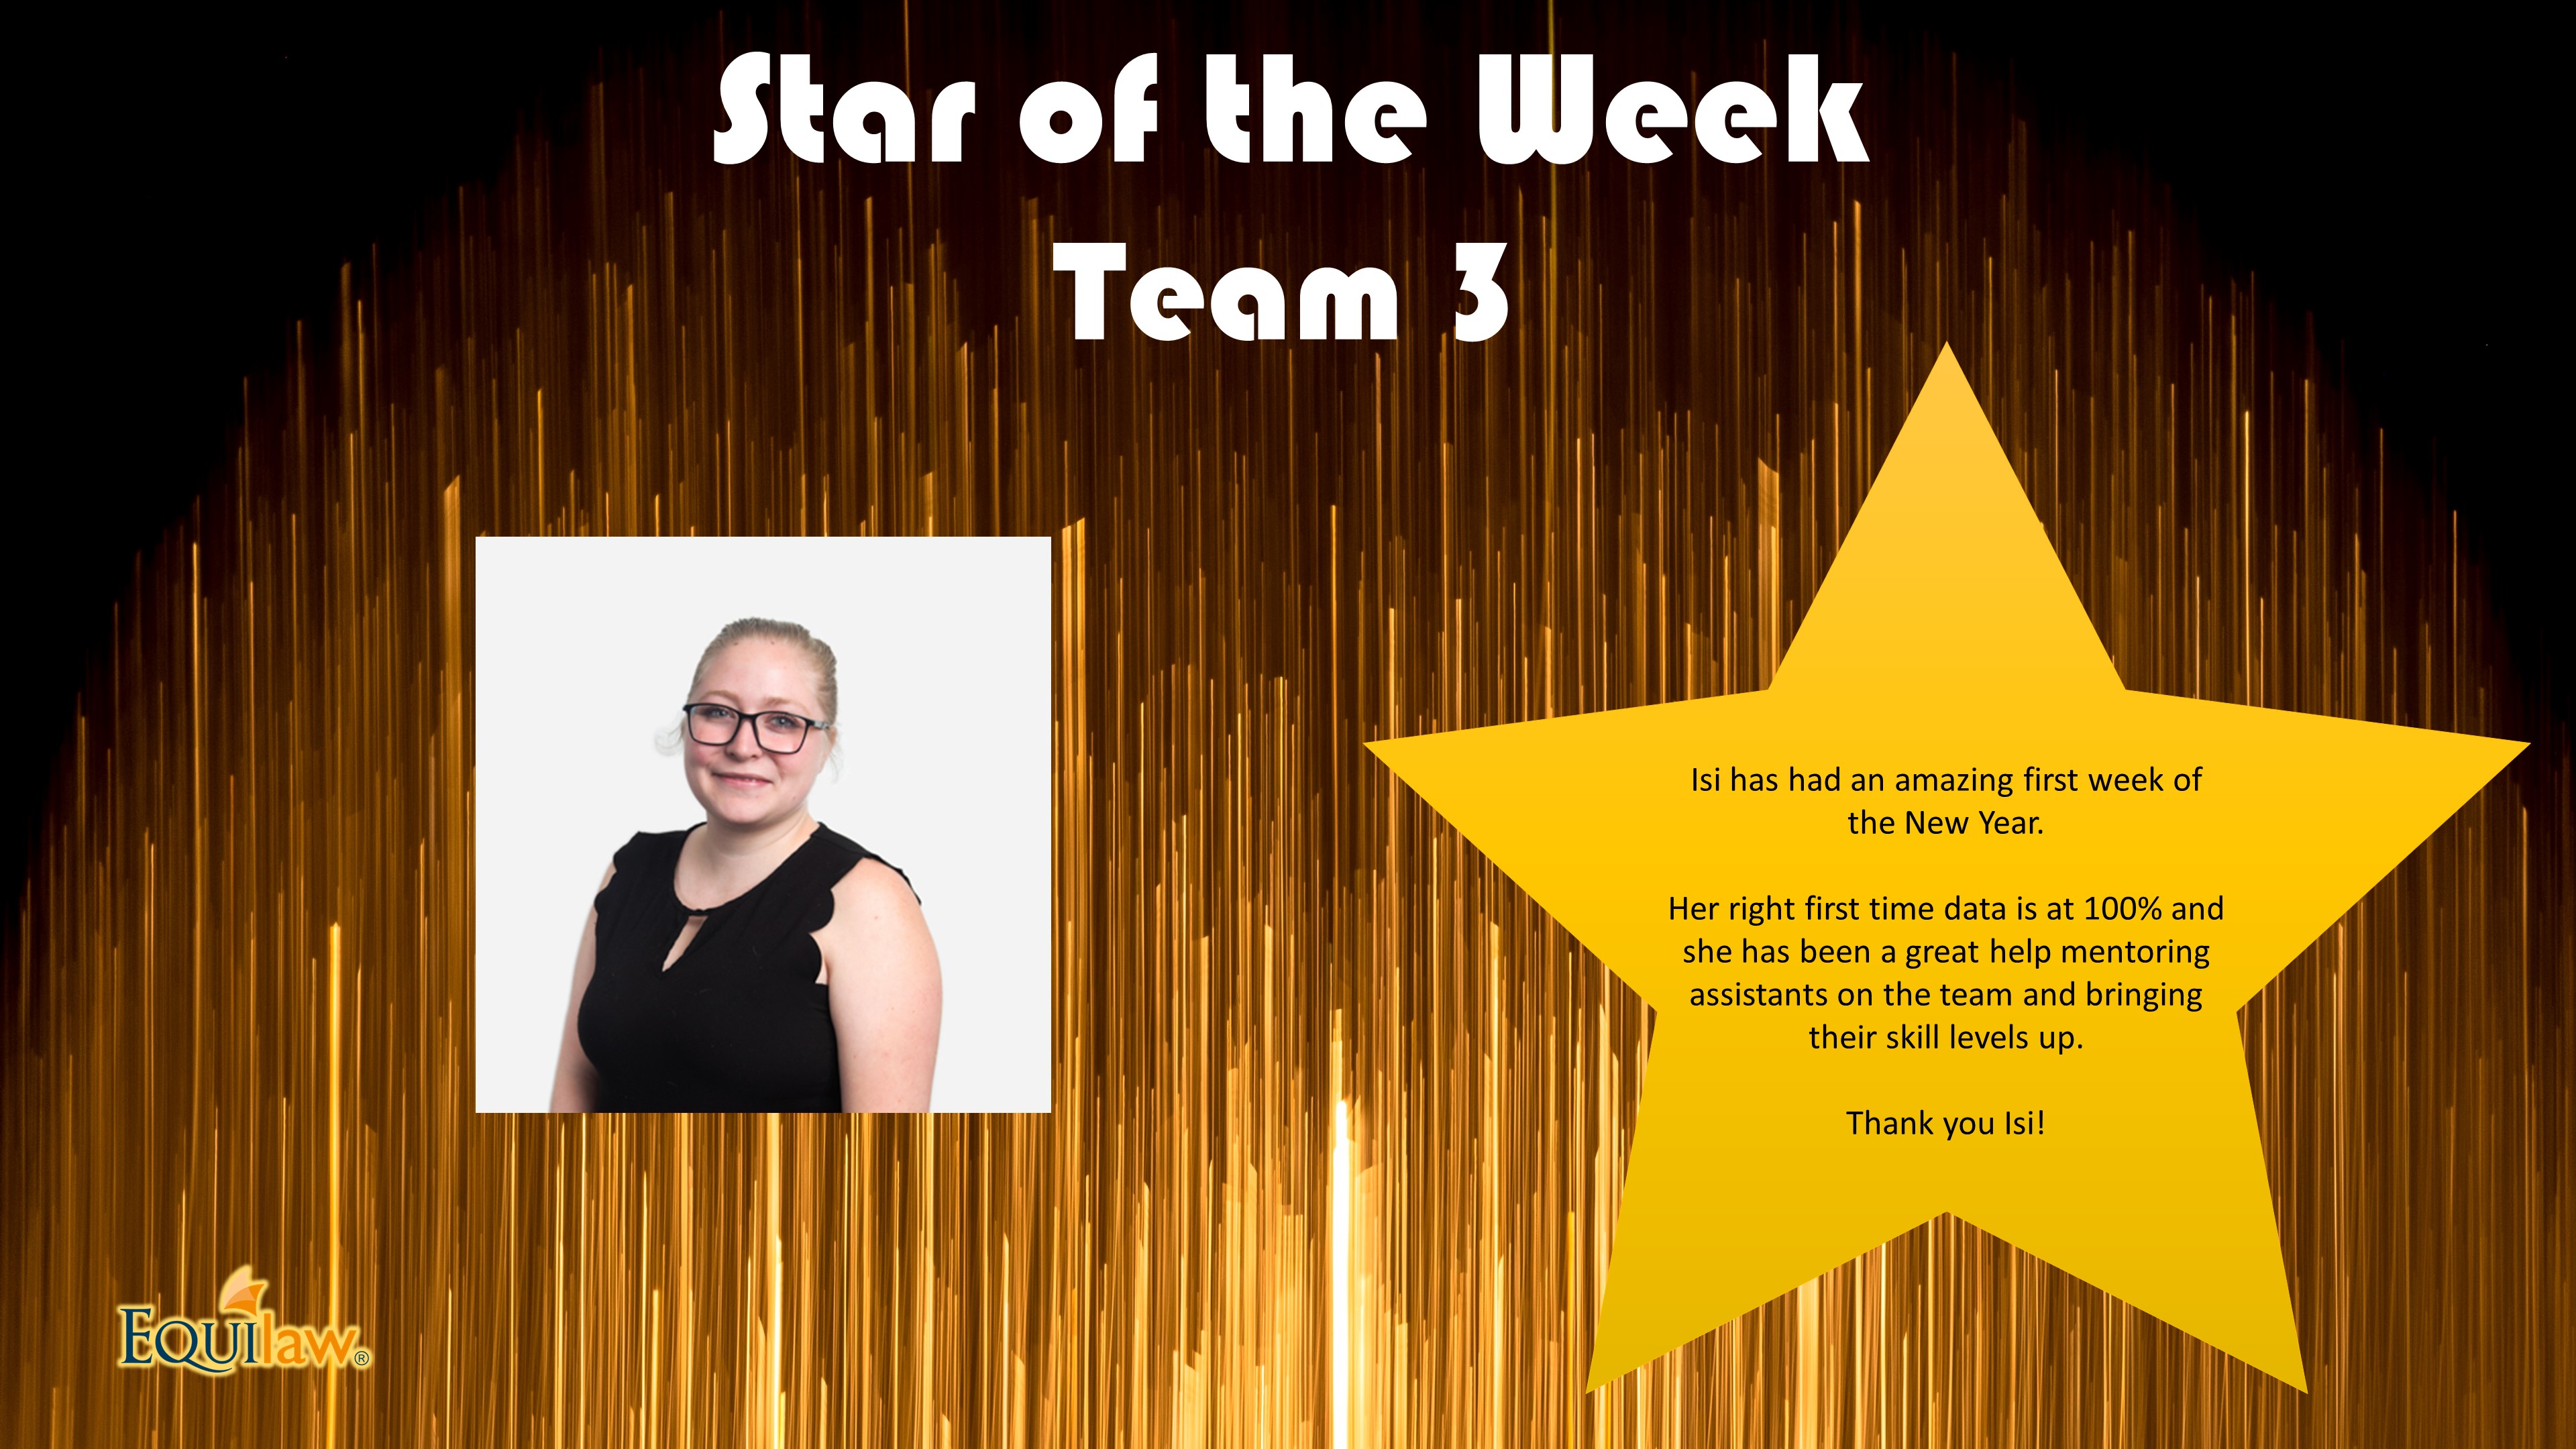 Star of the Week
Team 3
Isi has had an amazing first week of
the New Year.
Her right first time data is at 100% and
she has been a great help mentoring
assistants on the team and bringing
their skill levels up.
Thank you Isi!
EQUIlaw®